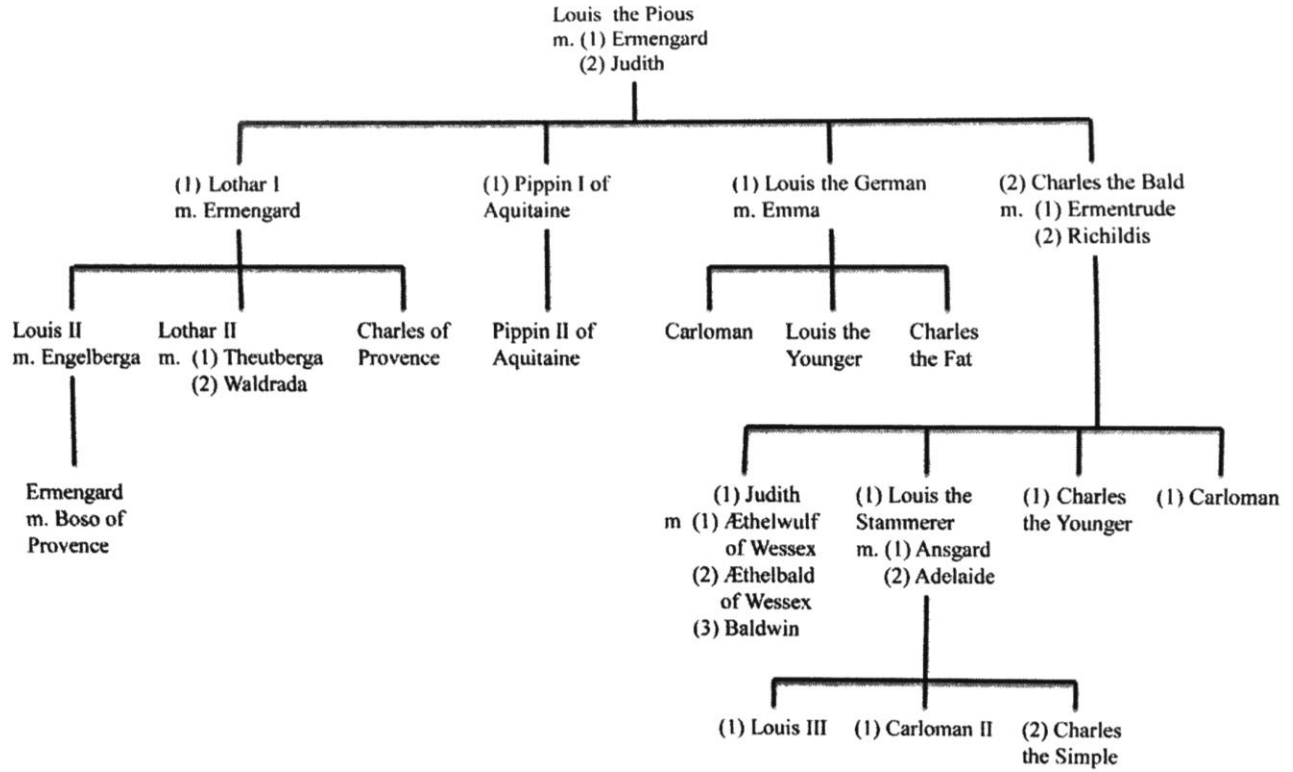 Louis the Pious
m. (1) Ermengard
(2) Judith
(1) Lothar I
m. Ermengard
(1) Pippin I of
Aquitaine
(1) Louis the German
m. Emma
(2) Charles the Bald
m. (1) Ermentrude
(2) Richildis
Louis II
m. Engelberga
Lothar II
m. (1) Theutberga
(2) Waldrada
Charles of
Provence
Pippin II of
Aquitaine
Carloman
Louis the
Younger
Charles
the Fat
Ermengard
m. Boso of
Provence
(1) Judith
m (1) Æthelwulf
of Wessex
(2) Æthelbald
of Wessex
(3) Baldwin
(1) Louis the
Stammerer
m. (1) Ansgard
(2) Adelaide
(1) Charles
the Younger
(1) Carloman
(1) Louis III
(1) Carloman II
(2) Charles
the Simple